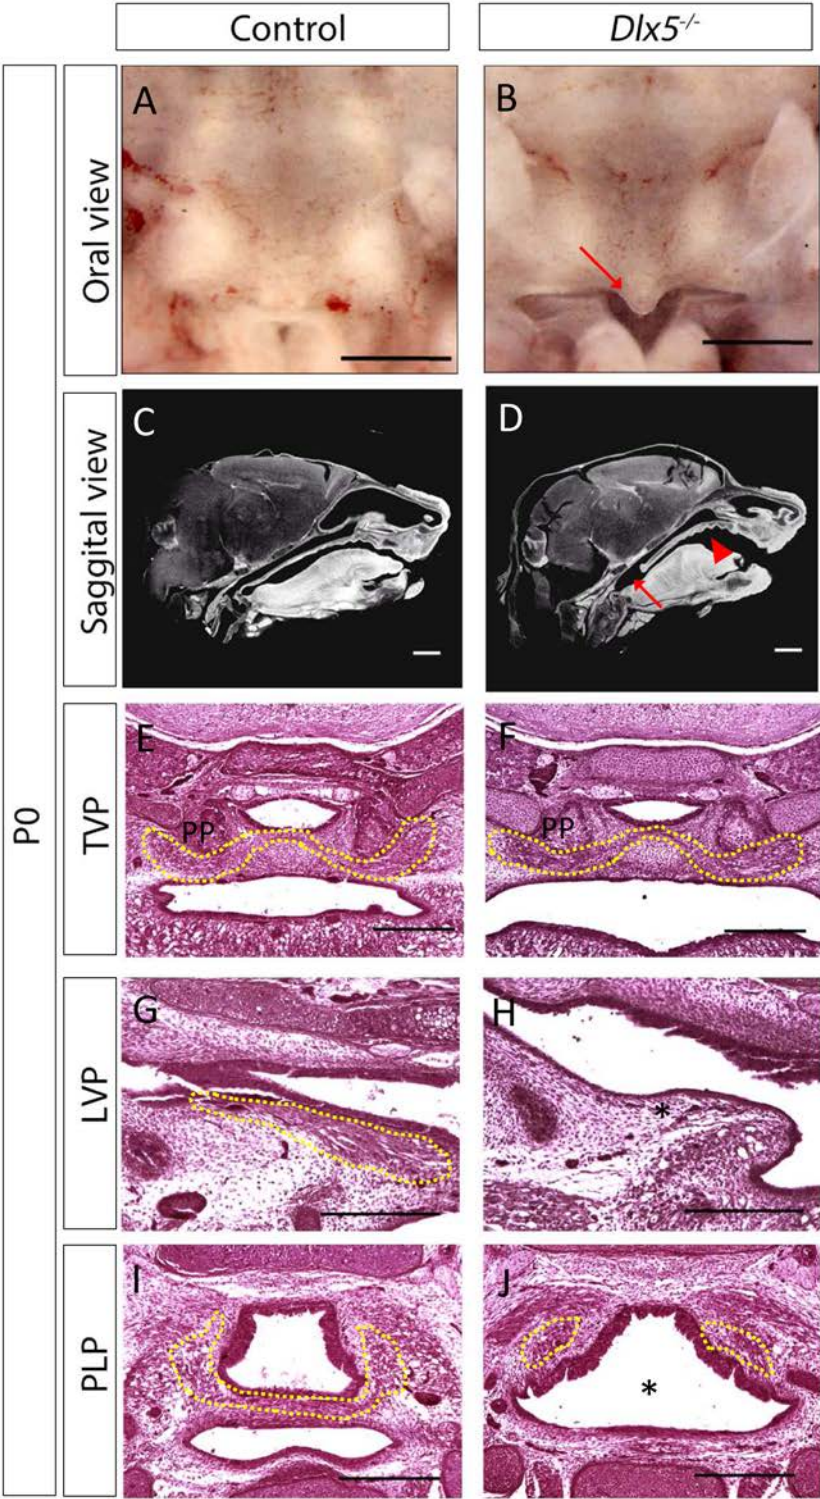 Control
Dlx5-/-
P0
Oral view
A
B
Saggital view
C
D
TVP
E
PP
F
PP
LVP
G
H
*
PLP
I
J
*